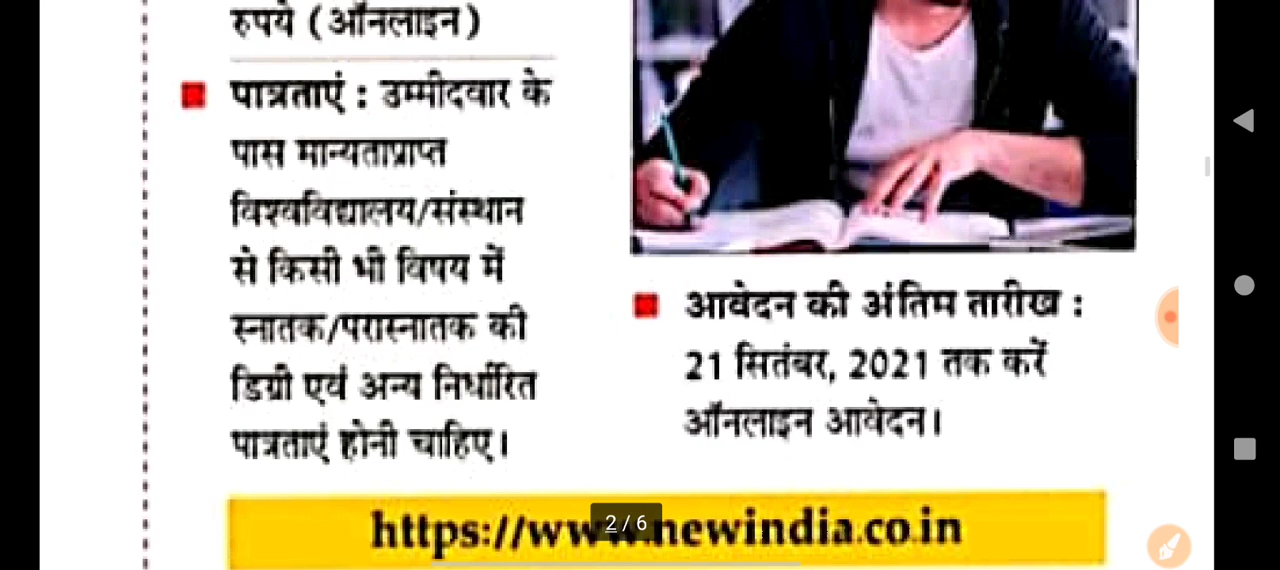 रुपये (ऑनलाइन)
पात्रताएं : उम्मीदवार के
पास मान्यताप्राप्त
विश्वविद्यालय/संस्थान
से किसी भी विषय में
स्नातक/परास्नातक की
डिग्री एवं अन्य निर्धारित
पात्रताएं होनी चाहिए।
आवेदन की अंतिम तारीख :
21 सितंबर, 2021 तक करें
ऑनलाइन आवेदन।
https://www.newindia.co.in
2 / 6